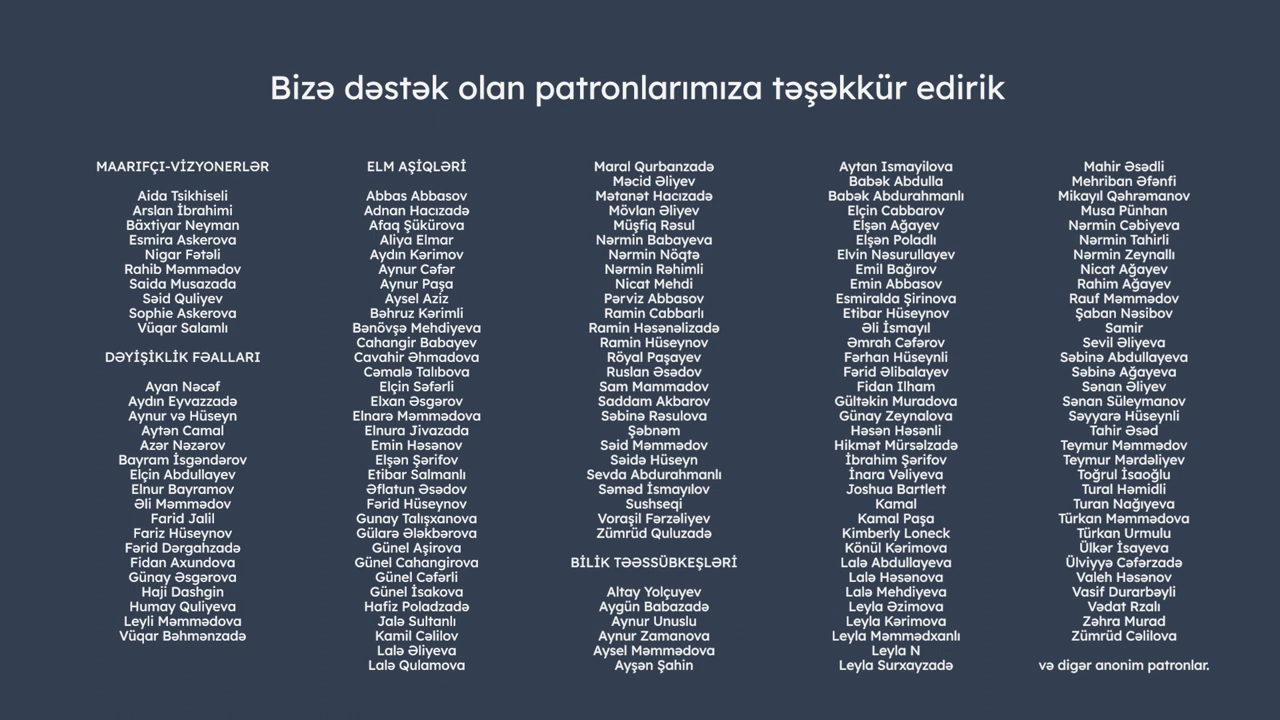 Bizə dəstək olan patronlarımıza təşəkkür edirik
MAARIFÇI-VİZYONERLƏR
Aida Tsikhiseli
Arslan İbrahimi
Bäxtiyar Neyman
Esmira Askerova
Nigar Fətəli
Rahib Məmmədov
Saida Musazada
Səid Quliyev
Sophie Askerova
Vüqar Salamlı
DƏYİŞİKLİK FƏALLARI
Ayan Nəcəf
Aydın Eyvazzadə
Aynur və Hüseyn
Aytən Camal
Azər Nəzərov
Bayram İsgəndərov
Elçin Abdullayev
Elnur Bayramov
Əli Məmmədov
Farid Jalil
Fariz Hüseynov
Fərid Dərgahzadə
Fidan Axundova
Günay Əsgərova
Haji Dashgin
Humay Quliyeva
Leyli Məmmədova
Vüqar Bəhmənzadə
ELM AŞİQLƏRİ
Abbas Abbasov
Adnan Hacızadə
Afaq Şükürova
Aliya Elmar
Aydın Kərimov
Aynur Cəfər
Aynur Paşa
Aysel Aziz
Bəhruz Kərimli
Bənövşə Mehdiyeva
Cahangir Babayev
Cavahir Əhmədova
Cəmalə Talıbova
Elçin Səfərli
Elxan Əsgərov
Elnarə Məmmədova
Elnura Jivazada
Emin Həsənov
Elşən Şərifov
Etibar Salmanlı
Əflatun Əsədov
Fərid Hüseynov
Gunay Talışxanova
Gülarə Ələkbərova
Günel Aşirova
Günel Cahangirova
Günel Cəfərli
Günel İsakova
Hafiz Poladzadə
Jalə Sultanlı
Kamil Cəlilov
Lalə Əliyeva
Lalə Qulamova
Maral Qurbanzadə
Məcid Əliyev
Mətanət Hacızadə
Mövlan Əliyev
Müşfiq Rəsul
Nərmin Babayeva
Nərmin Nöqtə
Nərmin Rəhimli
Nicat Mehdi
Pərviz Abbasov
Ramin Cabbarlı
Ramin Həsənəlizadə
Ramin Hüseynov
Röyal Paşayev
Ruslan Əsədov
Sam Mammadov
Saddam Akbarov
Səbinə Rəsulova
Şəbnəm
Səid Məmmədov
Səidə Hüseyn
Sevda Abdurahmanlı
Səməd İsmayılov
Sushseqi
Voraşil Fərzəliyev
Zümrüd Quluzadə
BİLİK TƏƏSSÜBKEŞLƏRİ
Altay Yolçuyev
Aygün Babazadə
Aynur Unuslu
Aynur Zamanova
Aysel Məmmədova
Ayşən Şahin
Aytan Ismayilova
Babək Abdulla
Babək Abdurahmanlı
Elçin Cabbarov
Elşən Ağayev
Elşən Poladlı
Elvin Nəsurullayev
Emil Bağırov
Emin Abbasov
Esmiralda Şirinova
Etibar Hüseynov
Əli İsmayıl
Əmrah Cəfərov
Fərhan Hüseynli
Fərid Əlibalayev
Fidan Ilham
Gültəkin Muradova
Günay Zeynalova
Həsən Həsənli
Hikmət Mürsəlzadə
İbrahim Şərifov
İnara Vəliyeva
Joshua Bartlett
Kamal
Kamal Paşa
Kimberly Loneck
Könül Kərimova
Lalə Abdullayeva
Lalə Həsənova
Lalə Mehdiyeva
Leyla Əzimova
Leyla Kərimova
Leyla Məmmədxanlı
Leyla N
Leyla Surxayzadə
Mahir Əsədli
Mehriban Əfənfi
Mikayıl Qəhrəmanov
Musa Pünhan
Nərmin Cəbiyeva
Nərmin Tahirli
Nərmin Zeynallı
Nicat Ağayev
Rahim Ağayev
Rauf Məmmədov
Şaban Nəsibov
Samir
Sevil Əliyeva
Səbinə Abdullayeva
Səbinə Ağayeva
Sənan Əliyev
Sənan Süleymanov
Səyyarə Hüseynli
Tahir Əsəd
Teymur Məmmədov
Teymur Mərdəliyev
Toğrul İsaoğlu
Tural Həmidli
Turan Nağıyeva
Türkan Məmmədova
Türkan Urmulu
Ülkər İsayeva
Ülviyyə Cəfərzadə
Valeh Həsənov
Vasif Durarbəyli
Vədat Rzalı
Zəhra Murad
Zümrüd Cəlilova
və digər anonim patronlar.